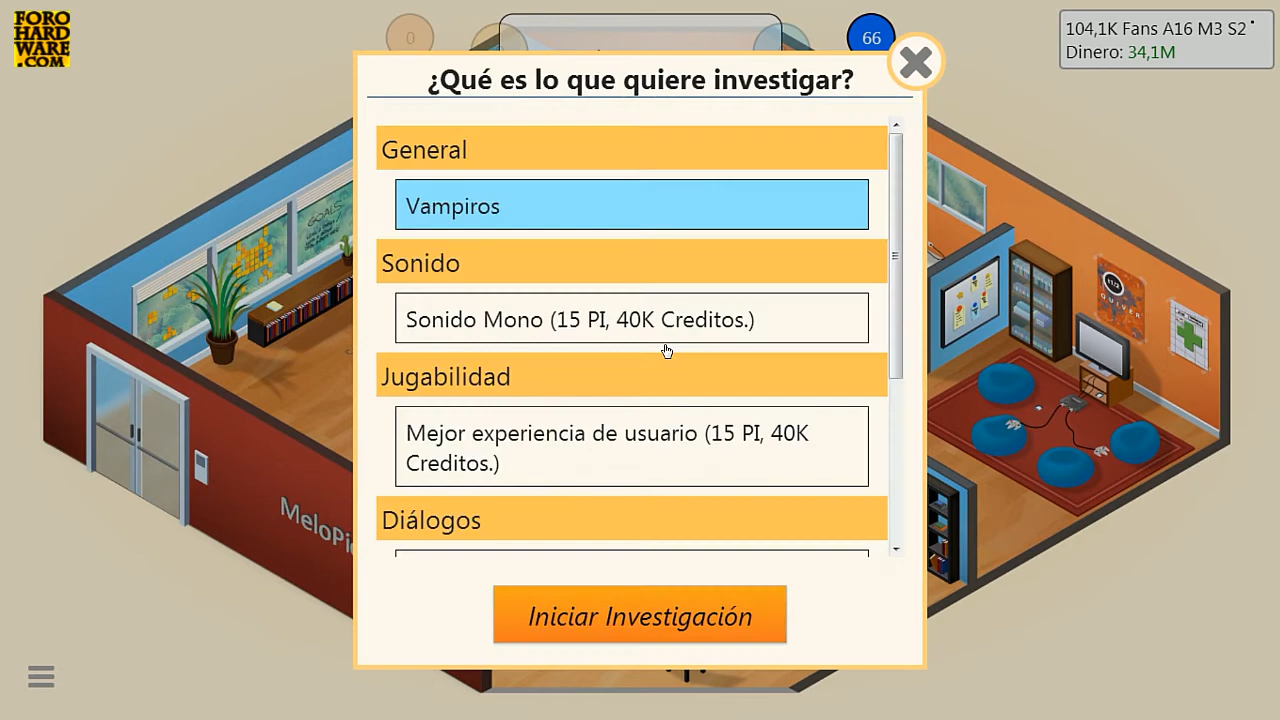 FORO
HARD
WARE
.COM
0
66
104,1K Fans A16 M3 S2
Dinero: 34,1M
¿Qué es lo que quiere investigar?
General
Vampiros
Sonido
Sonido Mono (15 PI, 40K Creditos.)
Jugabilidad
Mejor experiencia de usuario (15 PI, 40K
Creditos.)
Diálogos
Iniciar Investigación
GOALS
QUIVER
MeloPi